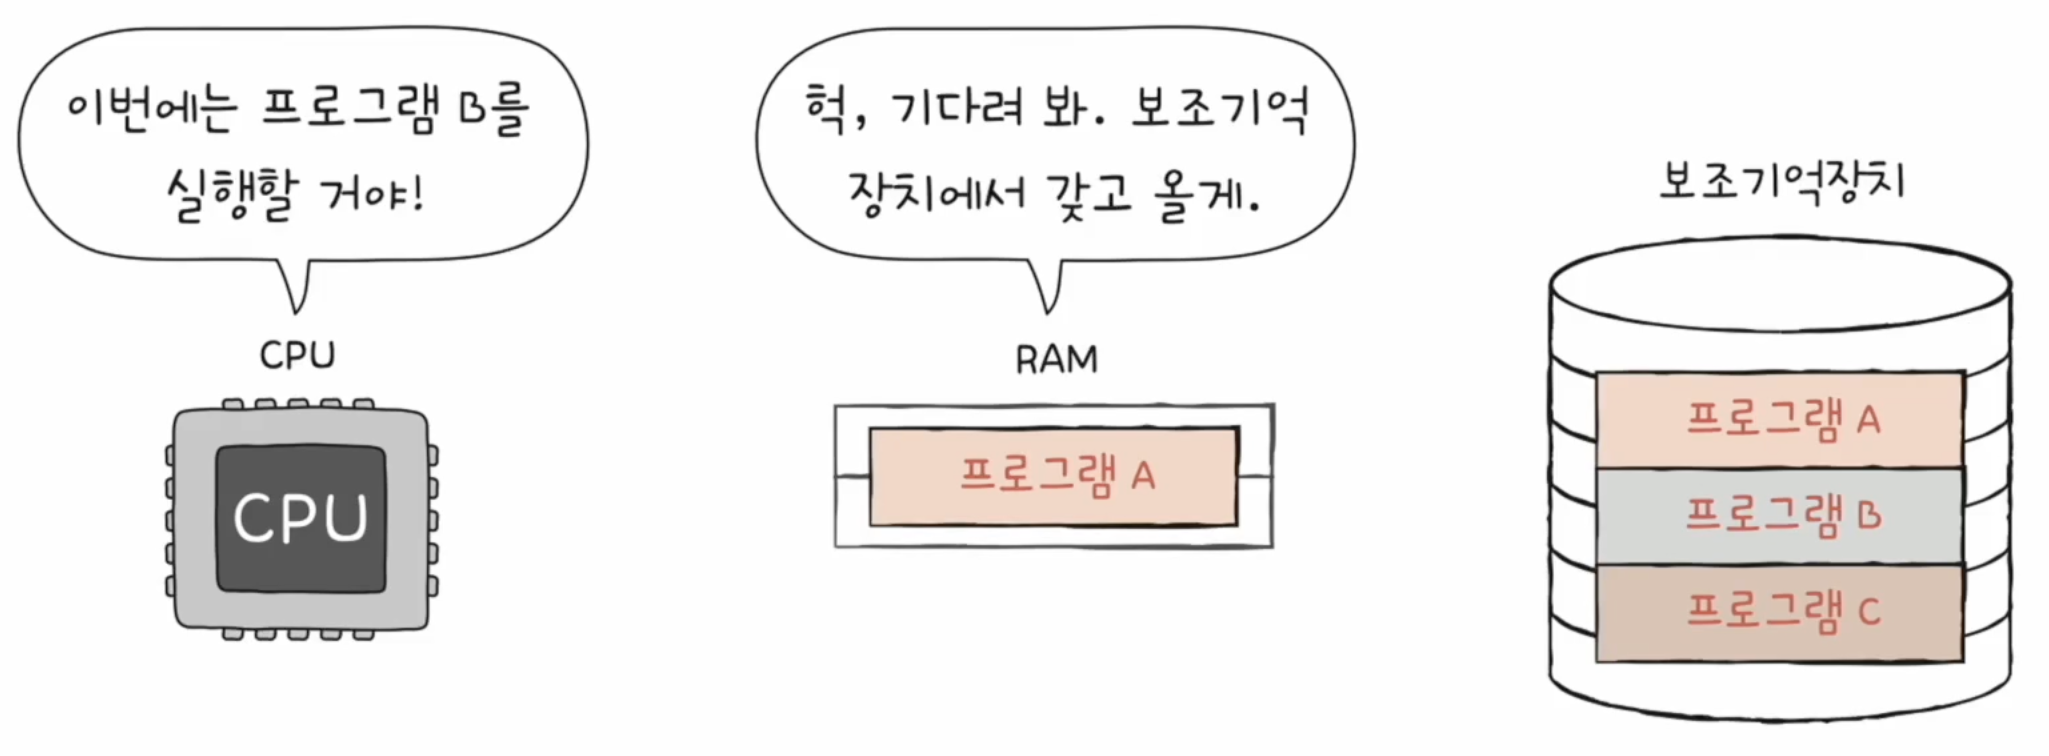 이번에는 프로그램 B를
실행할 거야!
CPU
CPU
헉, 기다려 봐. 보조기억
장치에서 갖고 올게.
RAM
프로그램 A
보조기억장치
프로그램 A
프로그램 B
프로그램 C